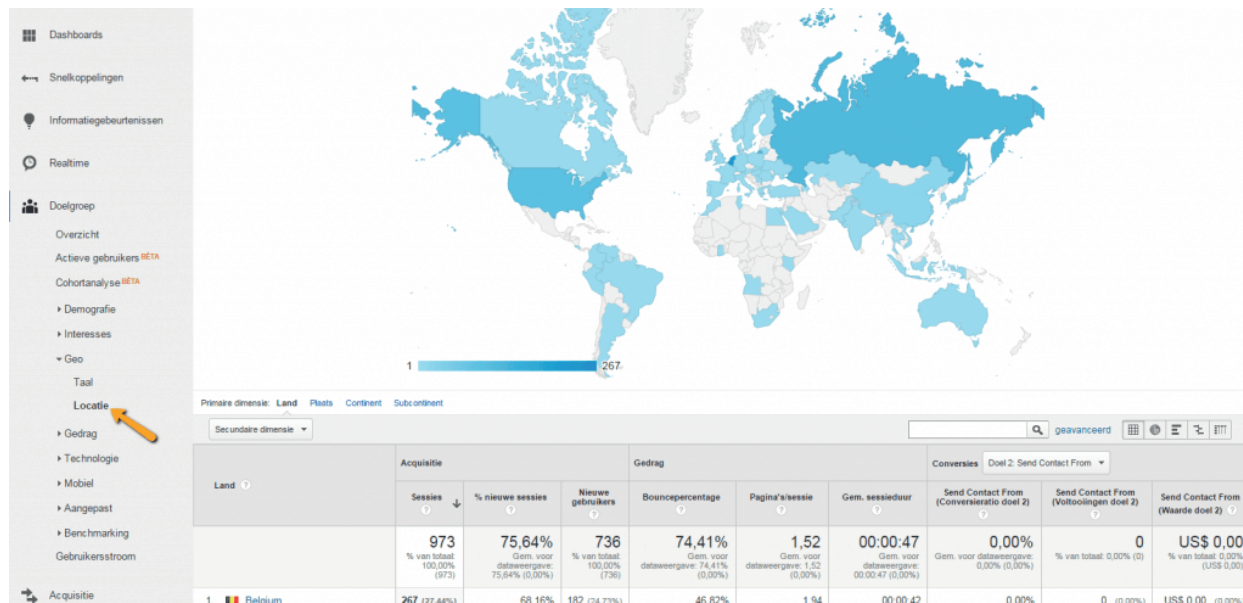 Dashboards
Snelkoppelingen
Informatiegebeurtenissen
Realtime
Doelgroep
Overzicht
Actieve gebruikers BÈTA
Cohortanalyse BÈTA
Demografie
Interesses
Geo
Taal
Locatie
Gedrag
Technologie
Mobiel
Aangepast
Benchmarking
Gebruikersstroom
Acquisitie
1 267
Primaire dimensie: Land Plaats Continent Subcontinent
Secundaire dimensie
geavanceerd
Land ?
Acquisitie
Gedrag
Conversies Doel 2: Send Contact From
Sessies ?
% nieuwe sessies ?
Nieuwe gebruikers ?
Bouncepercentage ?
Pagina's/sessie ?
Gem. sessieduur ?
Send Contact From (Conversieratio doel 2) ?
Send Contact From (Voltooiingen doel 2) ?
Send Contact From (Waarde doel 2) ?
973
% van totaal: 100,00% (973)
75,64%
Gem. voor dataweergave: 75,64% (0,00%)
736
% van totaal: 100,00% (736)
74,41%
Gem. voor dataweergave: 74,41% (0,00%)
1,52
Gem. voor dataweergave: 1,52 (0,00%)
00:00:47
Gem. voor dataweergave: 00:00:47 (0,00%)
0,00%
Gem. voor dataweergave: 0,00% (0,00%)
0
% van totaal: 0,00% (0)
US$ 0,00
% van totaal: 0,00% (US$ 0,00)
1. Belgium 267 (27,44%) 68,16% 182 (24,73%) 46,82% 1,94 00:00:42 0,00% 0 (0,00%) US$ 0,00 (0,00%)